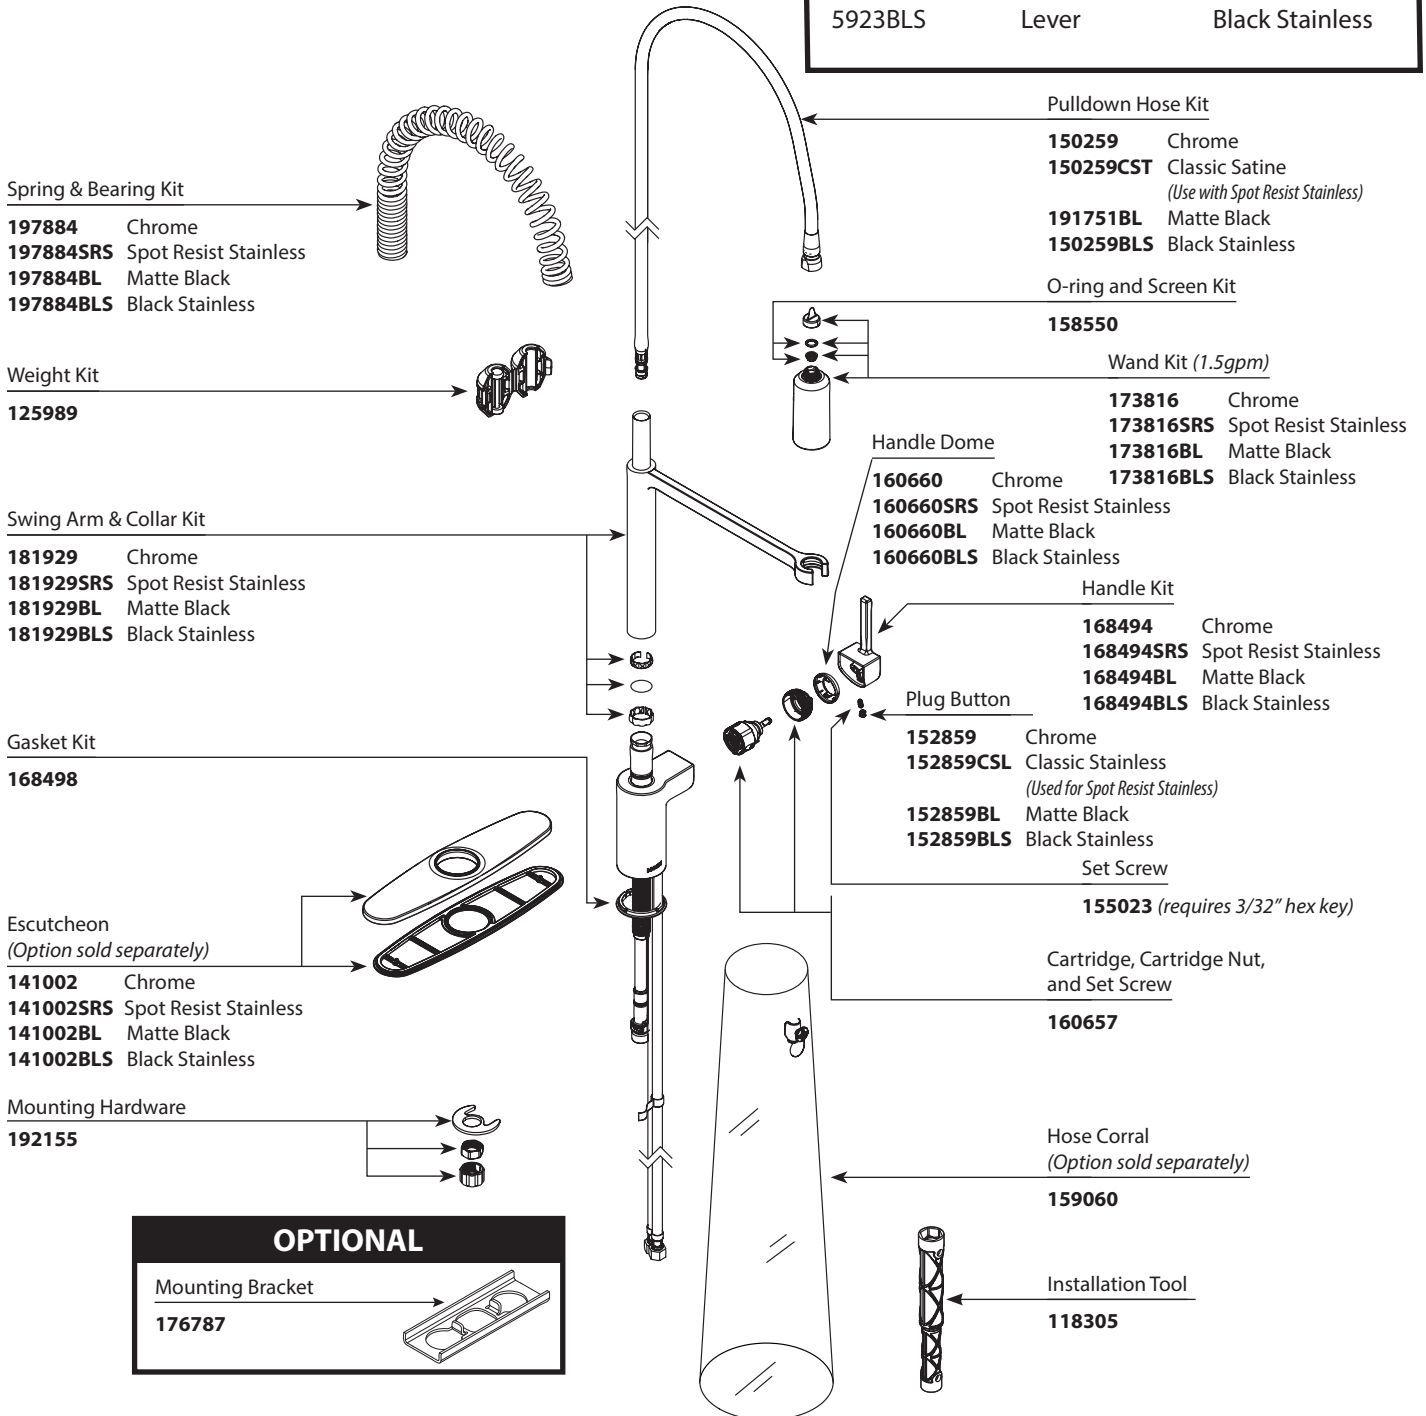 5923BLS Lever Black Stainless
Pulldown Hose Kit
150259 Chrome
150259CST Classic Satine
(Use with Spot Resist Stainless)
191751BL Matte Black
150259BLS Black Stainless
Spring & Bearing Kit
197884 Chrome
197884SRS Spot Resist Stainless
197884BL Matte Black
197884BLS Black Stainless
O-ring and Screen Kit
158550
Weight Kit
125989
Wand Kit (1.5gpm)
173816 Chrome
173816SRS Spot Resist Stainless
173816BL Matte Black
173816BLS Black Stainless
Handle Dome
160660 Chrome
160660SRS Spot Resist Stainless
160660BL Matte Black
160660BLS Black Stainless
Swing Arm & Collar Kit
181929 Chrome
181929SRS Spot Resist Stainless
181929BL Matte Black
181929BLS Black Stainless
Handle Kit
168494 Chrome
168494SRS Spot Resist Stainless
168494BL Matte Black
168494BLS Black Stainless
Plug Button
152859 Chrome
152859CSL Classic Stainless
(Used for Spot Resist Stainless)
152859BL Matte Black
152859BLS Black Stainless
Gasket Kit
168498
Set Screw
155023 (requires 3/32" hex key)
Escutcheon
(Option sold separately)
141002 Chrome
141002SRS Spot Resist Stainless
141002BL Matte Black
141002BLS Black Stainless
Cartridge, Cartridge Nut,
and Set Screw
160657
Mounting Hardware
192155
Hose Corral
(Option sold separately)
159060
OPTIONAL
Mounting Bracket
176787
Installation Tool
118305